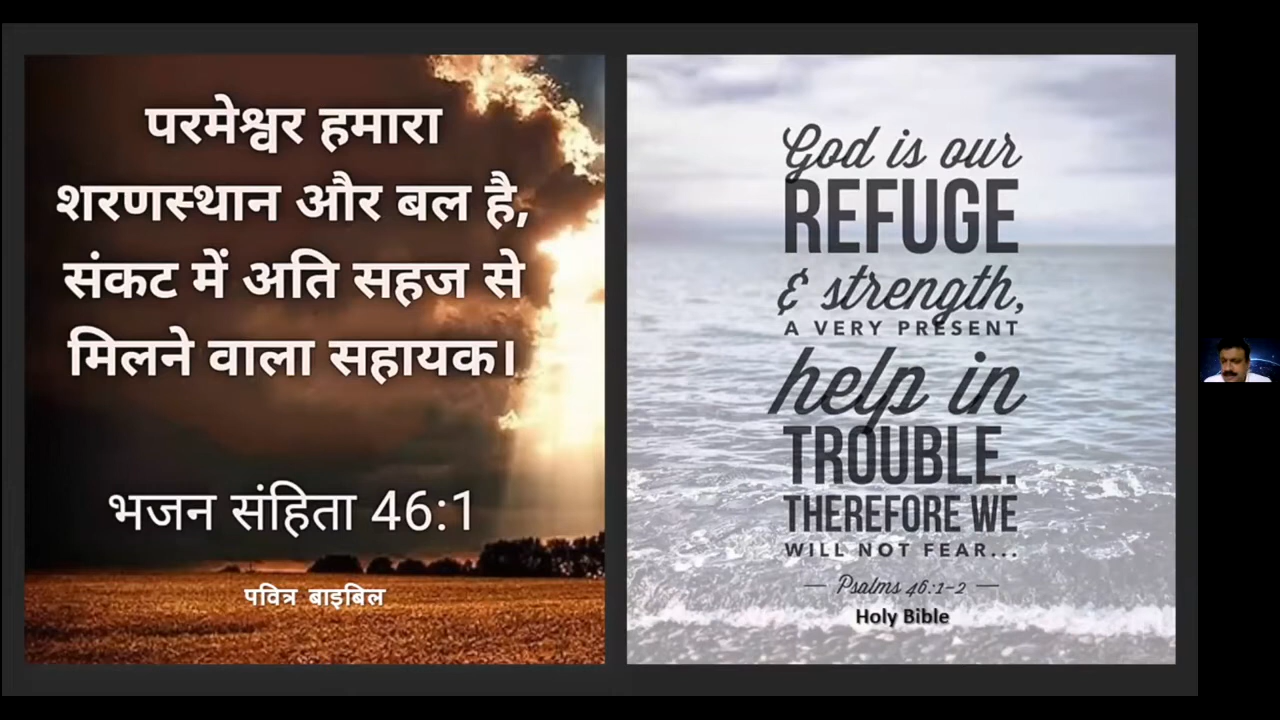 परमेश्वर हमारा
शरणस्थान और बल है,
संकट में अति सहज से
मिलने वाला सहायक।
भजन संहिता 46:1
पवित्र बाइबिल
God is our
REFUGE
& strength,
A VERY PRESENT
help in
TROUBLE.
THEREFORE WE
WILL NOT FEAR...
— Psalms 46:1-2 —
Holy Bible